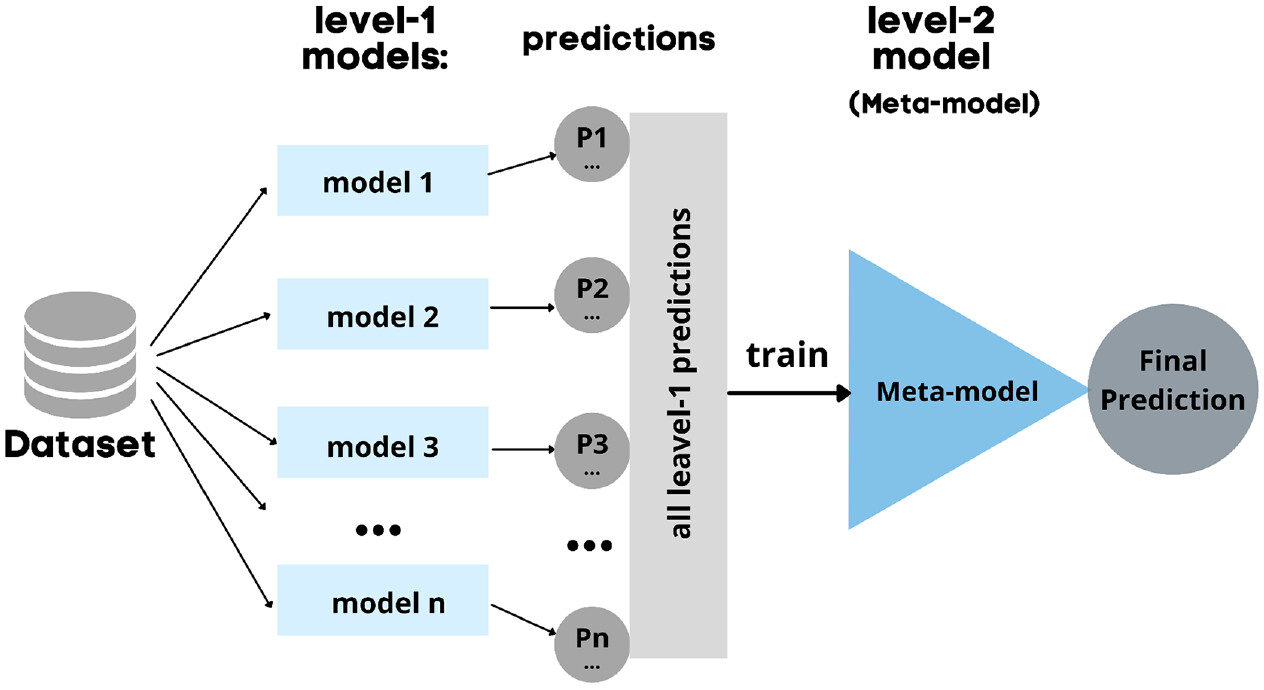 level-1
models:
predictions
level-2
model
(Meta-model)
Dataset
model 1
model 2
model 3
...
model n
P1
...
P2
...
P3
...
...
Pn
...
all leavel-1 predictions
train
Meta-model
Final
Prediction